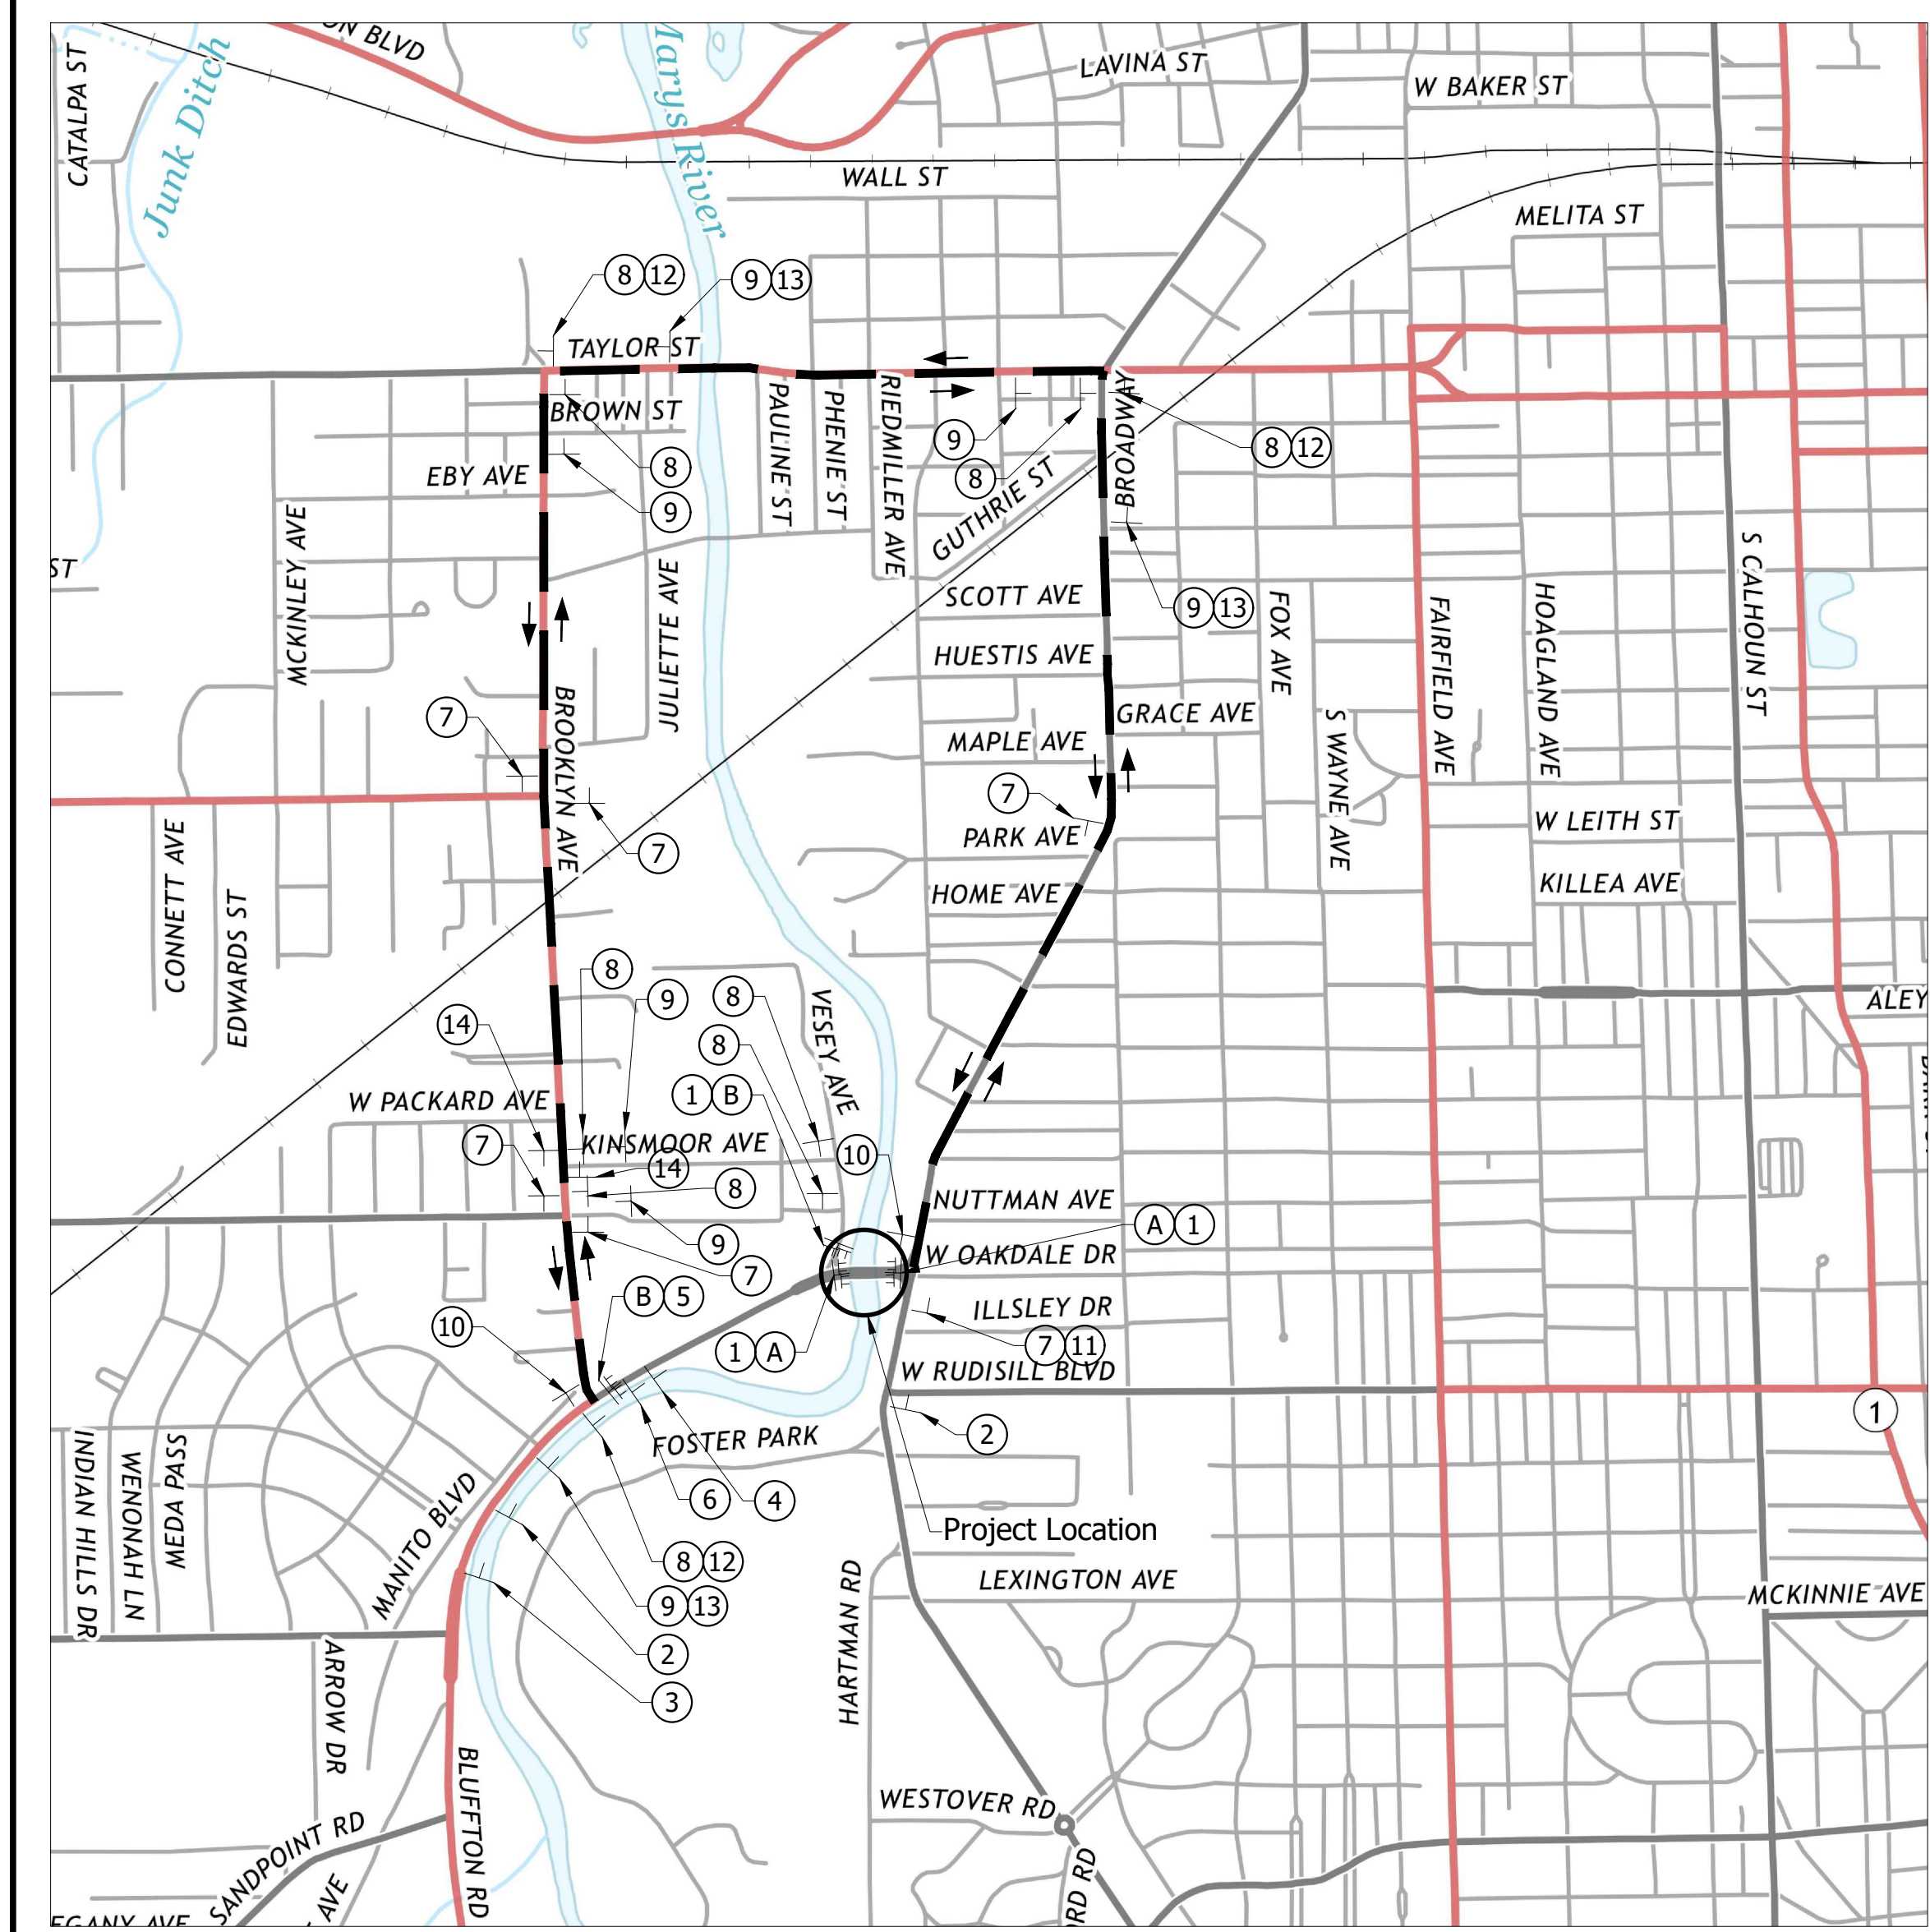 ON BLVD
CATALPA ST
Junk Ditch
Marys River
LAVINA ST
W BAKER ST
WALL ST
MELITA ST
8 12
9 13
TAYLOR ST
BROWN ST
EBY AVE
8
9
PAULINE ST
PHENIE ST
RIEDMILLER AVE
9
8
GUTHRIE ST
BROADWAY
8 12
ST
MCKINLEY AVE
JULIETTE AVE
SCOTT AVE
9 13
FOX AVE
FAIRFIELD AVE
HOAGLAND AVE
S CALHOUN ST
HUESTIS AVE
7
BROOKLYN AVE
GRACE AVE
MAPLE AVE
S WAYNE AVE
7
PARK AVE
W LEITH ST
7
CONNETT AVE
EDWARDS ST
HOME AVE
KILLEA AVE
8
9
8
14
8
VESEY AVE
ALEY
1 B
W PACKARD AVE
7
KINSMOOR AVE
14
10
8
NUTTMAN AVE
A 1
9
W OAKDALE DR
7
B 5
ILLSLEY DR
10
1 A
7 11
W RUDISILL BLVD
1
2
FOSTER PARK
INDIAN HILLS DR
WENONAH LN
MEDA PASS
MANITO BLVD
6
4
Project Location
8 12
9 13
2
3
HARTMAN RD
LEXINGTON AVE
MCKINNIE AVE
ARROW DR
BLUFFTON RD
WESTOVER RD
SANDPOINT RD
AVE
EGANY AVE
ORD RD